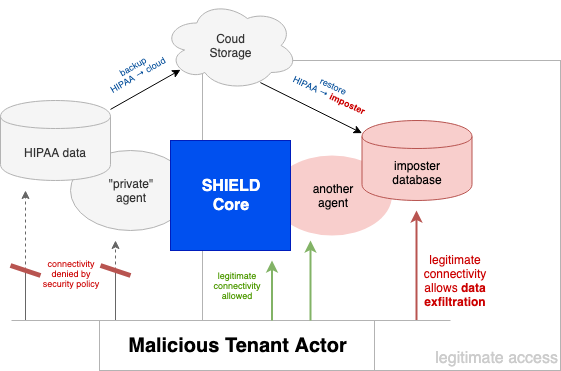 Coud
Storage
backup
HIPAA → cloud
restore
HIPAA → imposter
HIPAA data
"private"
agent
SHIELD
Core
another
agent
imposter
database
connectivity
denied by
security policy
legitimate
connectivity
allowed
legitimate
connectivity
allows data
exfiltration
Malicious Tenant Actor
legitimate access